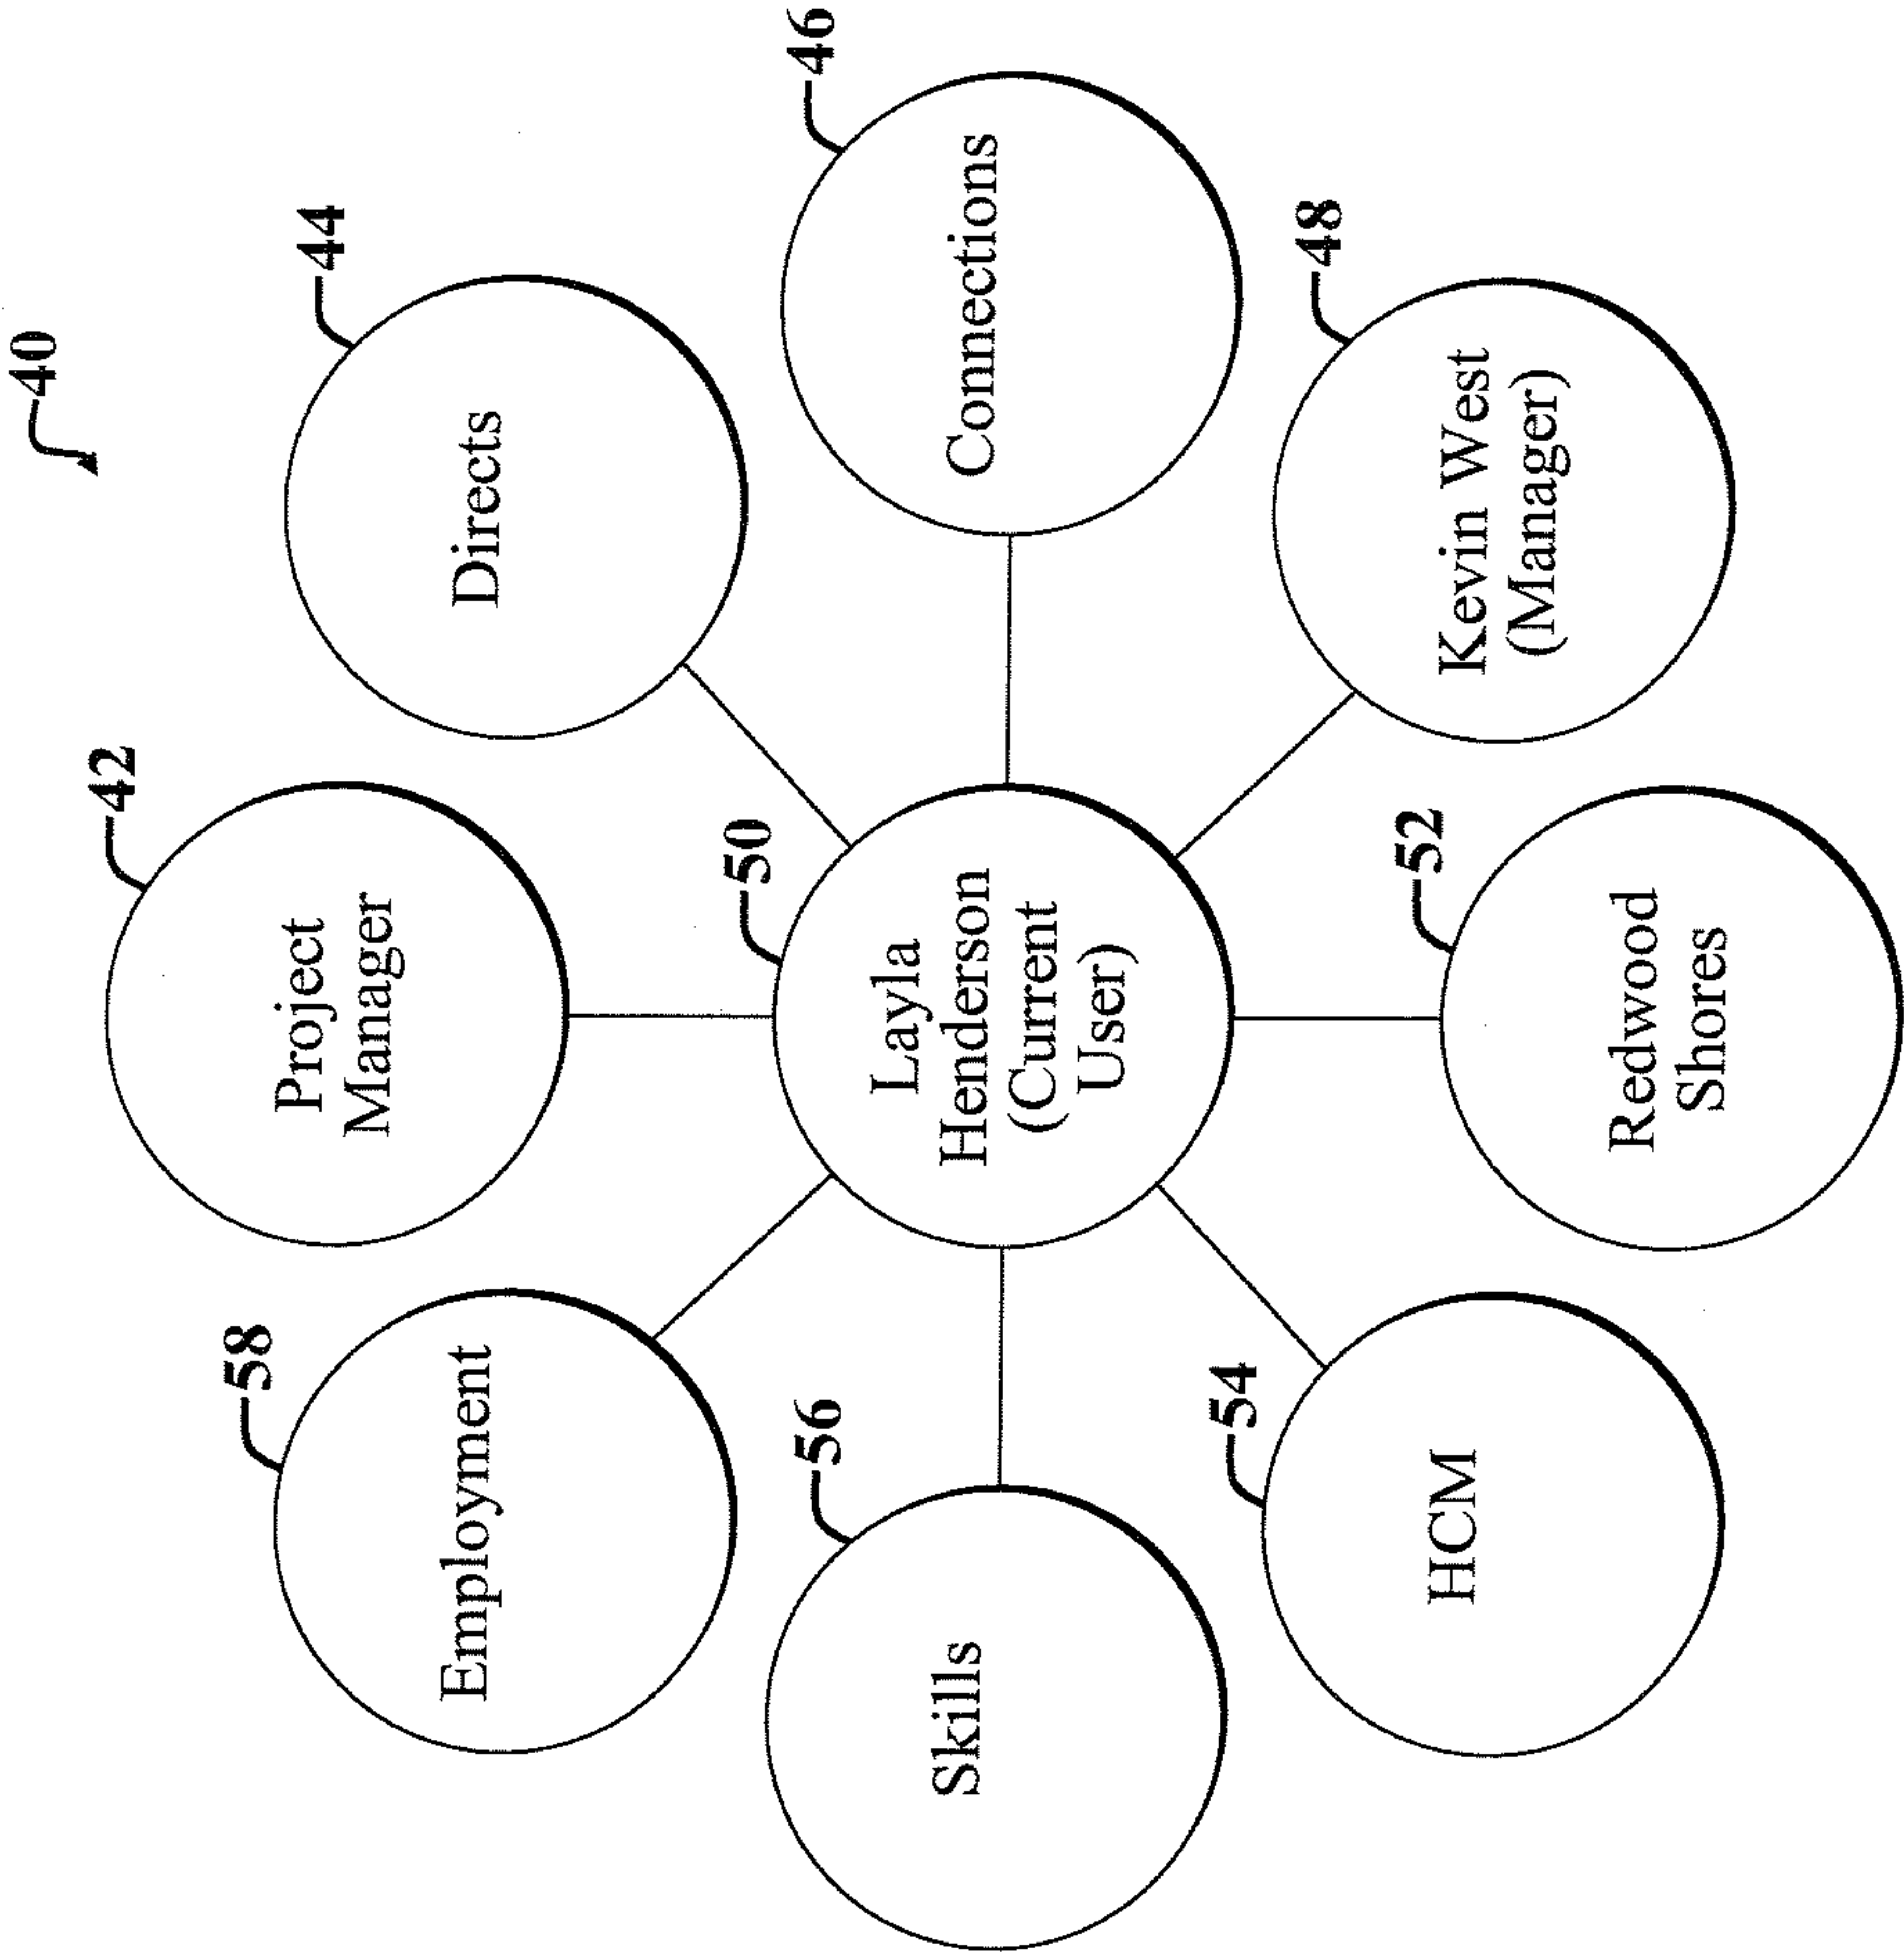 40
42
Project
Manager
44
Directs
46
Connections
48
Kevin West
(Manager)
50
Layla
Henderson
(Current
User)
52
Redwood
Shores
54
HCM
56
Skills
58
Employment